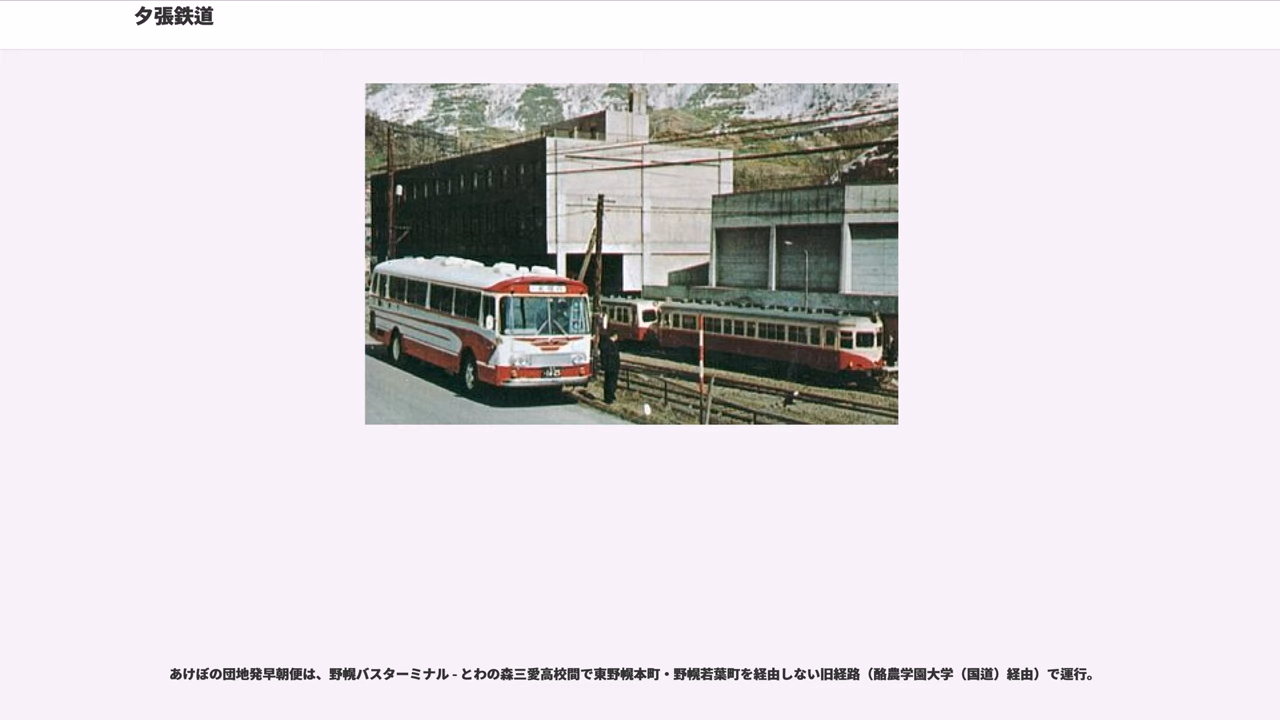 夕張鉄道
あけぼの団地発早朝便は、野幌バスターミナル - とわの森三愛高校間で東野幌本町・野幌若葉町を経由しない旧経路（酪農学園大学（国道）経由）で運行。